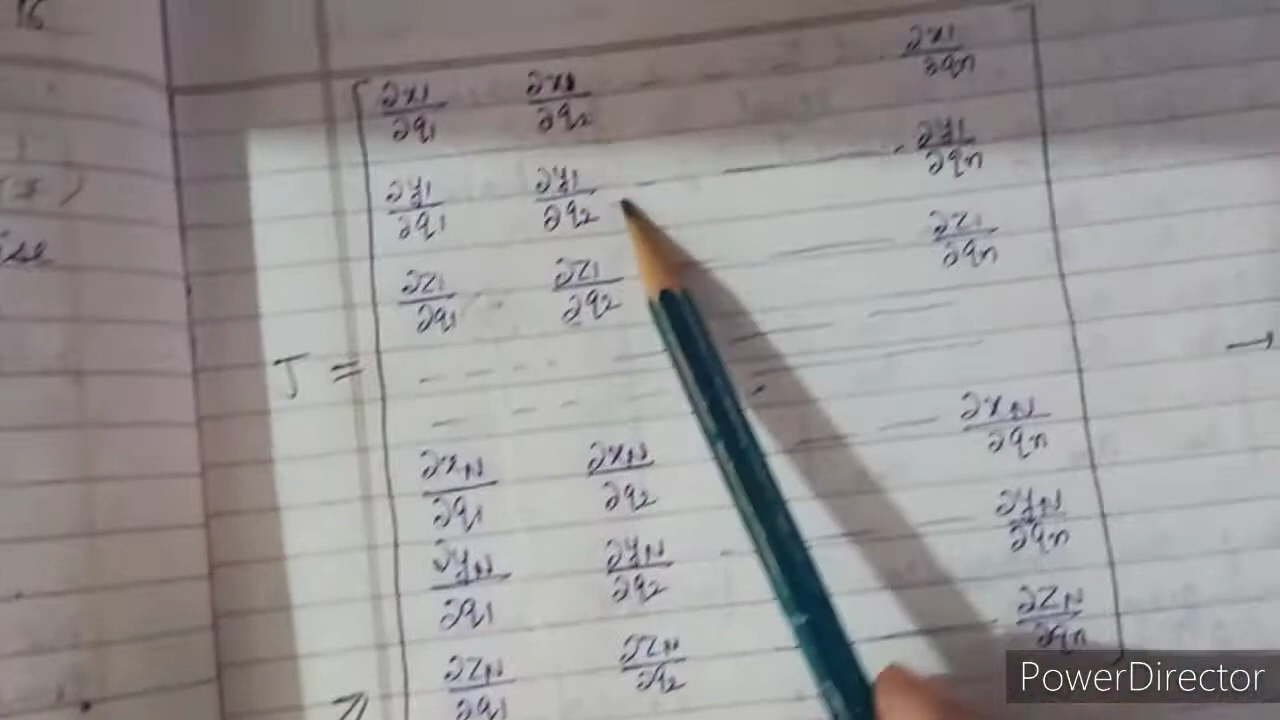 16
∂x1/∂q1 ∂x1/∂q2 ∂x1/∂qn
∂y1/∂q1 ∂y1/∂q2 - - - ∂y1/∂qn
∂z1/∂q1 ∂z1/∂q2 - - - ∂z1/∂qn
J =
∂xN/∂q1 ∂xN/∂q2 - - - ∂xN/∂qn
∂yN/∂q1 ∂yN/∂q2 - - - ∂yN/∂qn
∂zN/∂q1 ∂zN/∂q2 - - - ∂zN/∂qn
PowerDirector